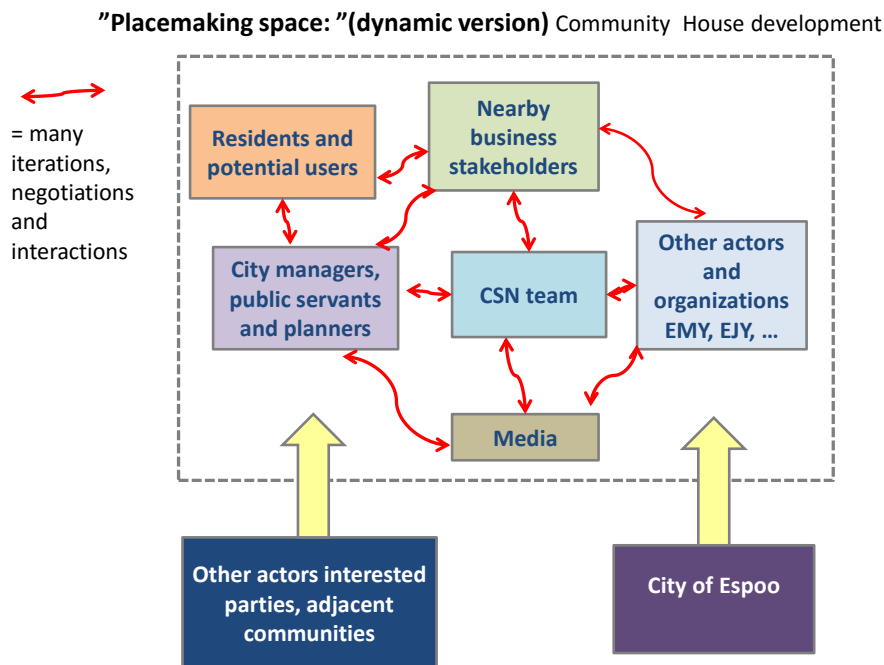 ”Placemaking space: ”(dynamic version) Community House development
= many
iterions,
negotiations
and
interactions
Residents and
potential users
Nearby
business
stakeholders
City managers,
public servants
and planners
CSN team
Other actors
and
organizations
EMY, EJY, ...
Media
Other actors interested
parties, adjacent
communities
City of Espoo